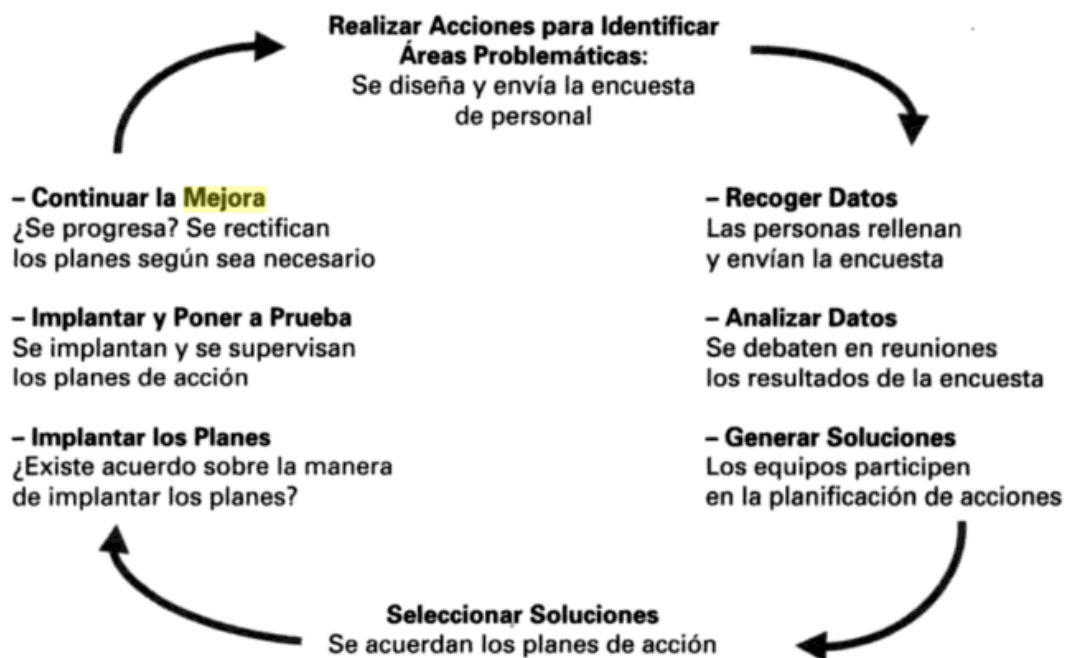 Realizar Acciones para Identificar
Áreas Problemáticas:
Se diseña y envía la encuesta
de personal
– Recoger Datos
Las personas rellenan
y envían la encuesta
– Analizar Datos
Se debaten en reuniones
los resultados de la encuesta
– Generar Soluciones
Los equipos participen
en la planificación de acciones
Seleccionar Soluciones
Se acuerdan los planes de acción
– Implantar los Planes
¿Existe acuerdo sobre la manera
de implantar los planes?
– Implantar y Poner a Prueba
Se implantan y se supervisan
los planes de acción
– Continuar la Mejora
¿Se progresa? Se rectifican
los planes según sea necesario